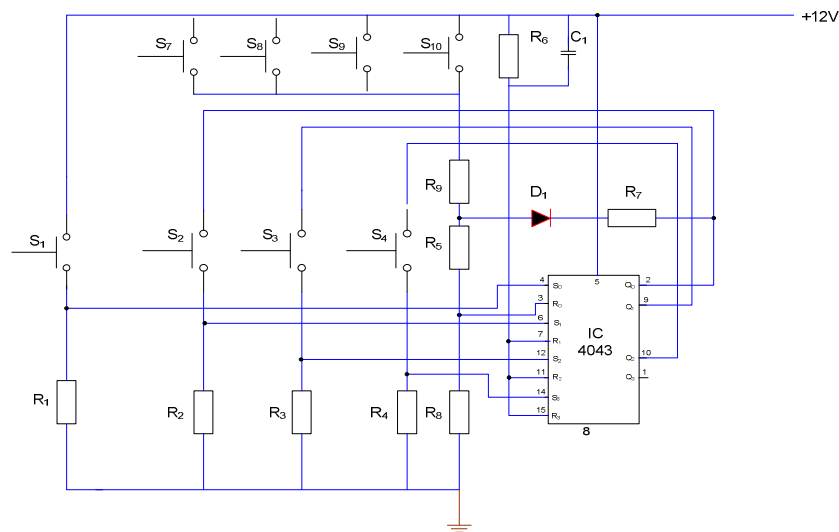 +12V
S7
S8
S9
S10
R6
C1
R9
D1
R7
S1
S2
S3
S4
R5
4
S0
5
Q0
2
3
R0
Q1
9
6
S1
IC
7
R1
4043
12
S2
Q2
10
11
R2
Q3
1
14
S3
15
R3
8
R1
R2
R3
R4
R8